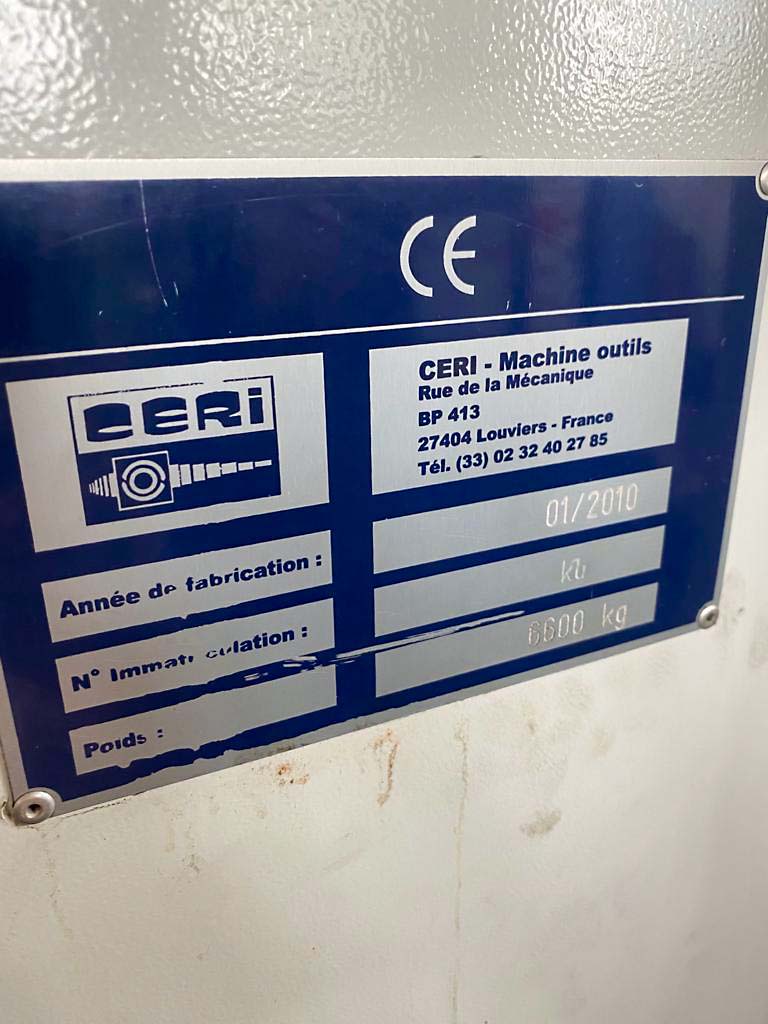 CE
CERi
CERI - Machine outils
Rue de la Mécanique
BP 413
27404 Louviers - France
Tél. (33) 02 32 40 27 85
Année de fabrication : 01/2010
N° Immatriculation :
Poids : 6600 kg